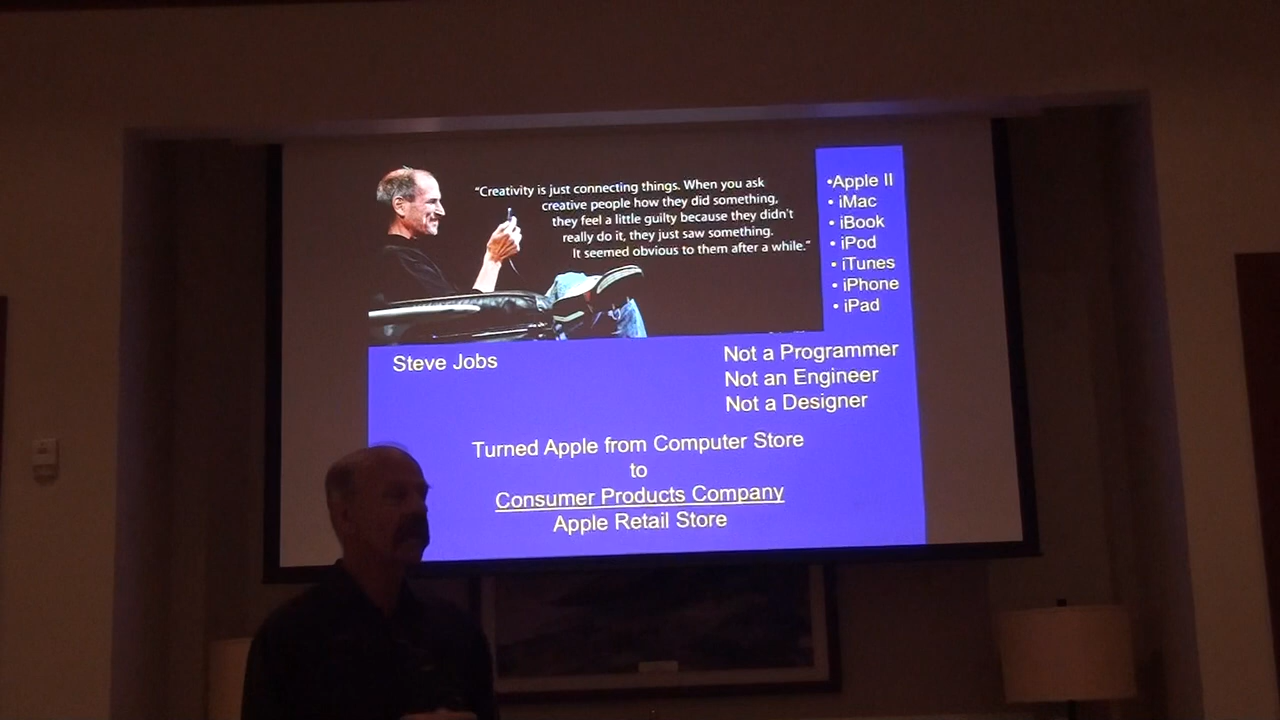 “Creativity is just connecting things. When you ask
creative people how they did something,
they feel a little guilty because they didn't
really do it, they just saw something.
It seemed obvious to them after a while.”
•Apple II
• iMac
• iBook
• iPod
• iTunes
• iPhone
• iPad
Steve Jobs
Not a Programmer
Not an Engineer
Not a Designer
Turned Apple from Computer Store
to
Consumer Products Company
Apple Retail Store